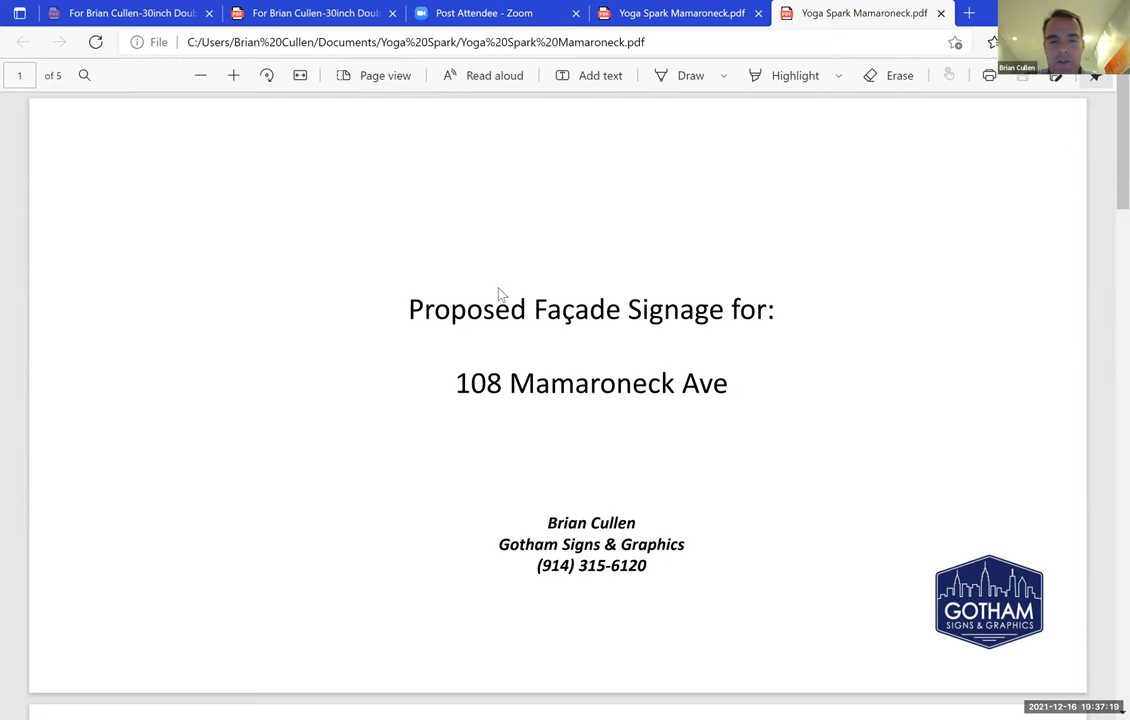 For Brian Cullen-30inch Doub
For Brian Cullen-30inch Doub
Post Attendee - Zoom
Yoga Spark Mamaroneck.pdf
Yoga Spark Mamaroneck.pdf
File
C:/Users/Brian%20Cullen/Documents/Yoga%20Spark/Yoga%20Spark%20Mamaroneck.pdf
Brian Cullen
1 of 5
Page view
Read aloud
Add text
Draw
Highlight
Erase
Proposed Façade Signage for:
108 Mamaroneck Ave
Brian Cullen
Gotham Signs & Graphics
(914) 315-6120
GOTHAM
SIGNS & GRAPHICS
2021-12-16 19:37:19